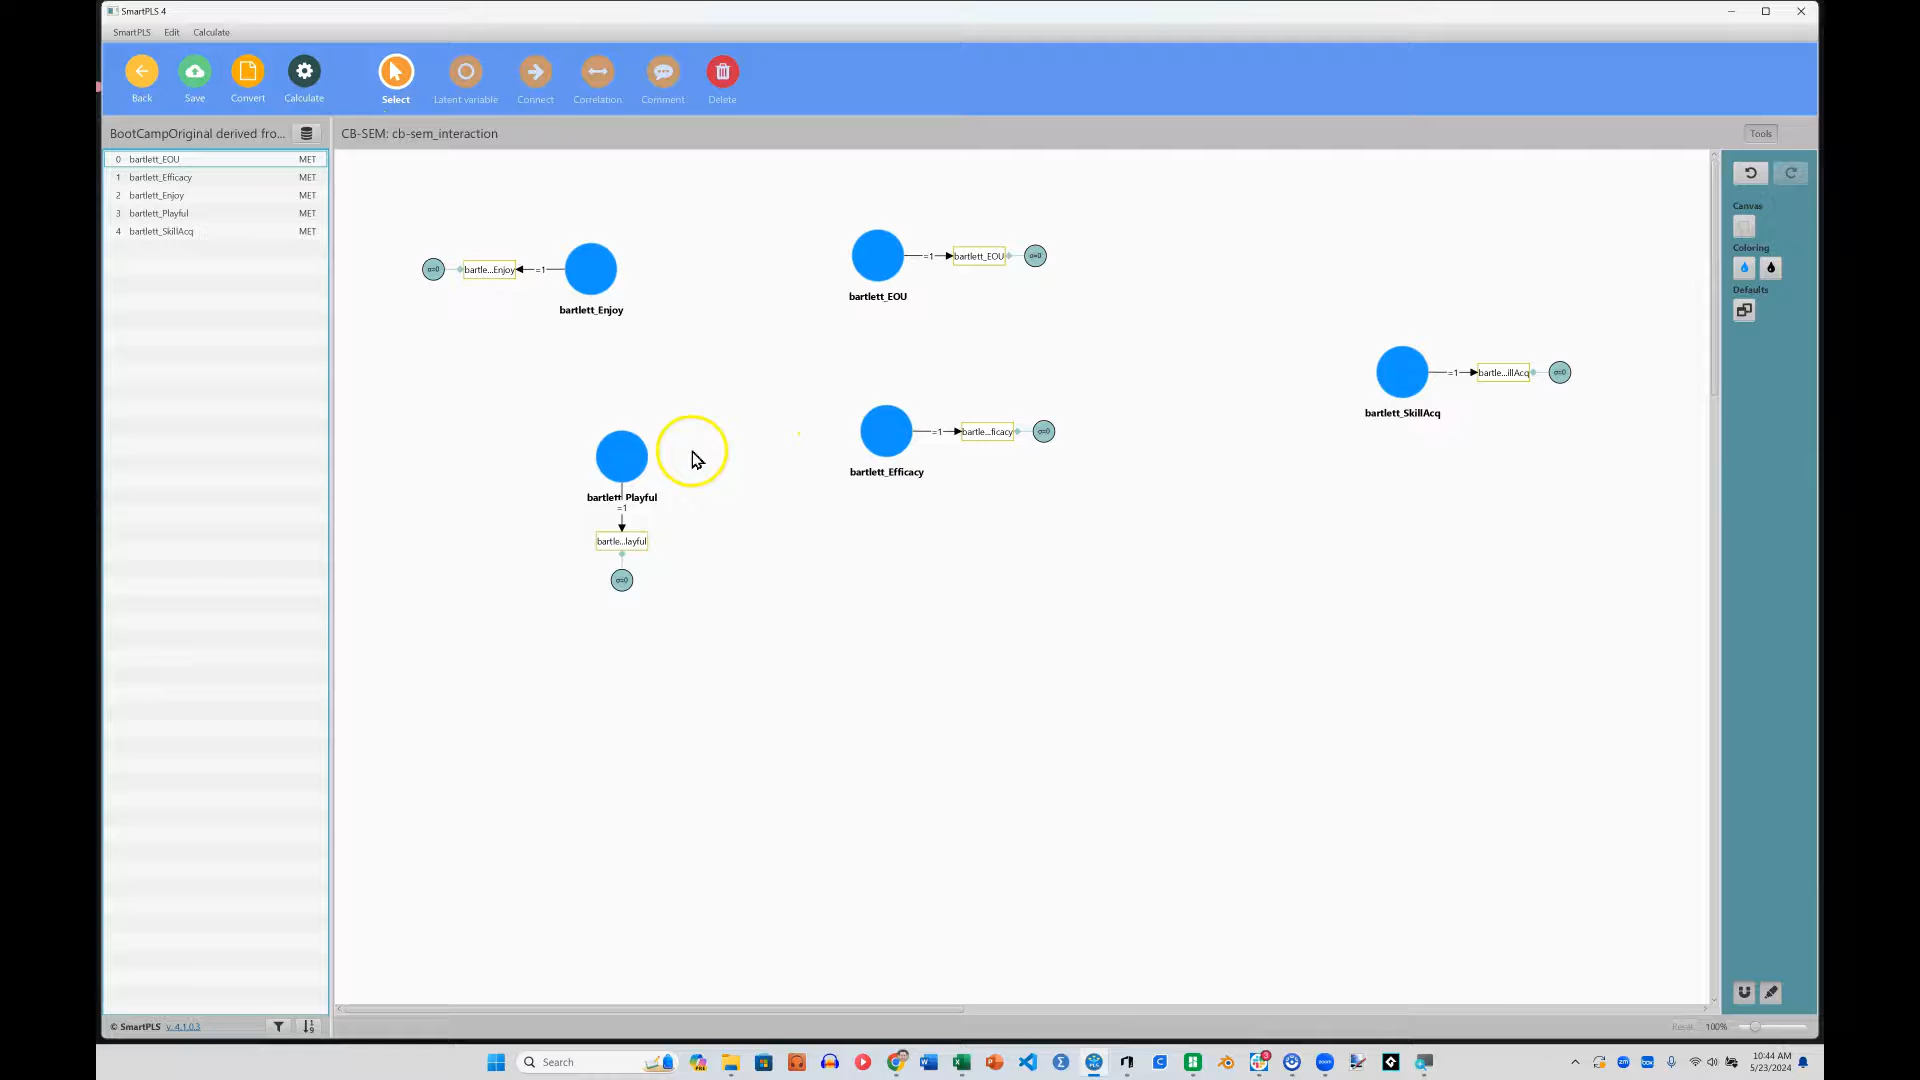 SmartPLS 4
SmartPLS Edit Calculate
Back Save Convert Calculate Select Latent variable Connect Correlation Comment Delete
BootCampOriginal derived fro...
CB-SEM: cb-sem_interaction
Tools
0 bartlett_EOU MET
1 bartlett_Efficacy MET
2 bartlett_Enjoy MET
3 bartlett_Playful MET
4 bartlett_SkillAcq MET
Canvas
Coloring
Defaults
=1 bartlett_EOU
bartlett_EOU
bartle...Enjoy =1
bartlett_Enjoy
=1 bartle...illAcq
bartlett_SkillAcq
=1 bartle...ficacy
bartlett_Efficacy
bartlett_Playful
=1
bartle...layful
© SmartPLS v. 4.1.0.3
Reset 100%
Search
10:44 AM
5/23/2024